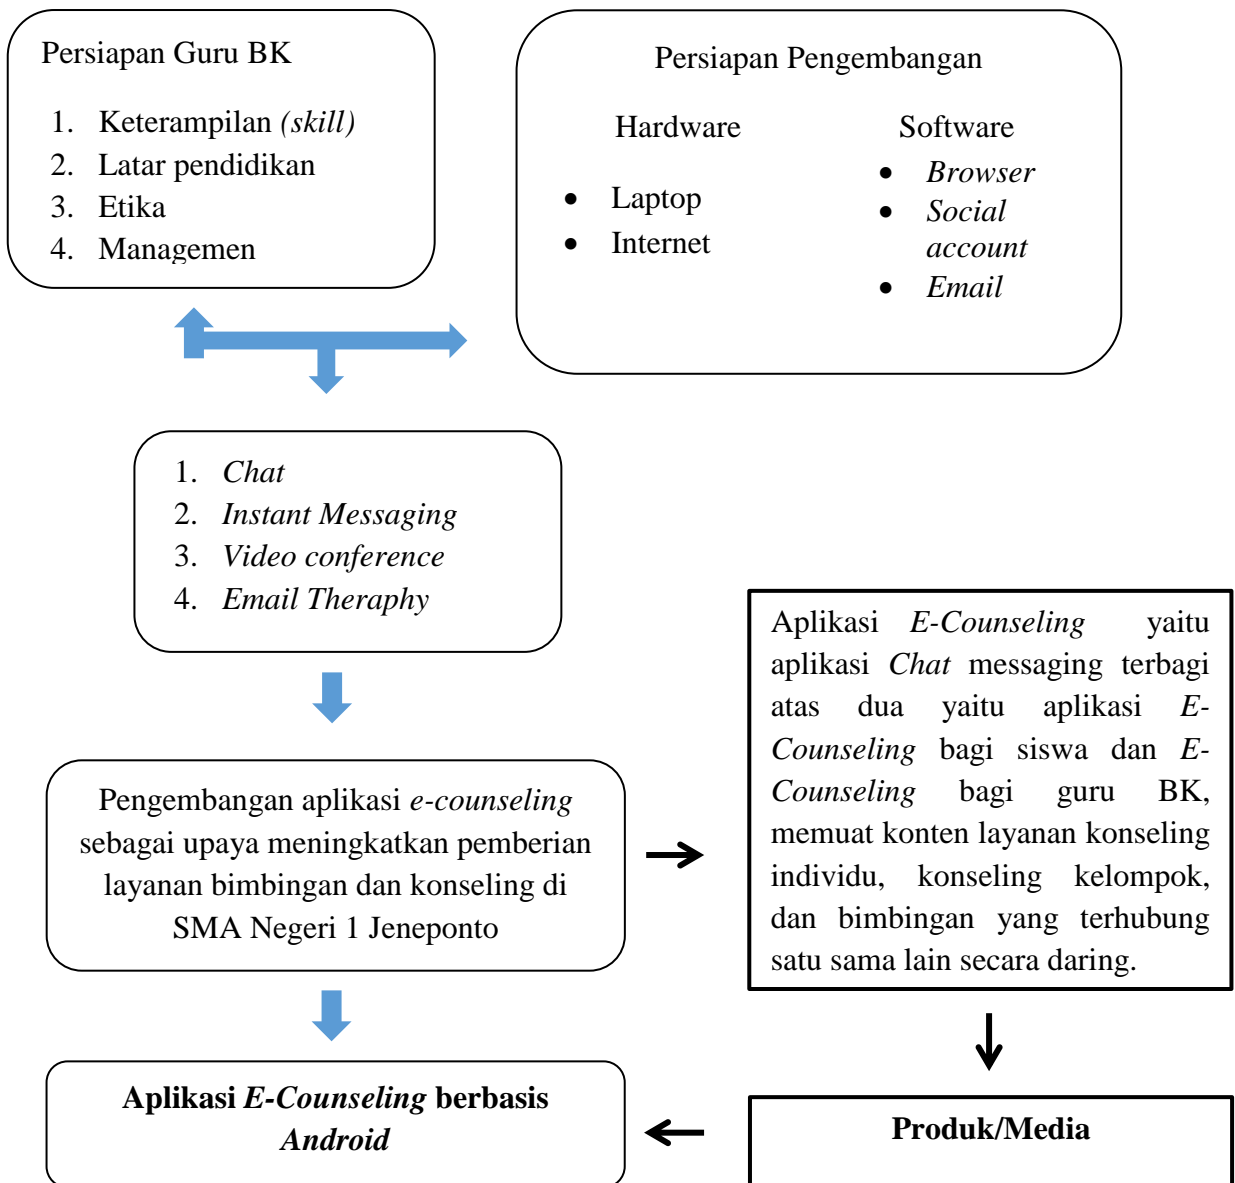 Persiapan Guru BK
1. Keterampilan (skill)
2. Latar pendidikan
3. Etika
4. Managemen
Persiapan Pengembangan
Hardware
• Laptop
• Internet
Software
• Browser
• Social
account
• Email
1. Chat
2. Instant Messaging
3. Video conference
4. Email Theraphy
Pengembangan aplikasi e-counseling
sebagai upaya meningkatkan pemberian
layanan bimbingan dan konseling di
SMA Negeri 1 Jeneponto
Aplikasi E-Counseling yaitu
aplikasi Chat messaging terbagi
atas dua yaitu aplikasi E-
Counseling bagi siswa dan E-
Counseling bagi guru BK,
memuat konten layanan konseling
individu, konseling kelompok,
dan bimbingan yang terhubung
satu sama lain secara daring.
Aplikasi E-Counseling berbasis
Android
Produk/Media